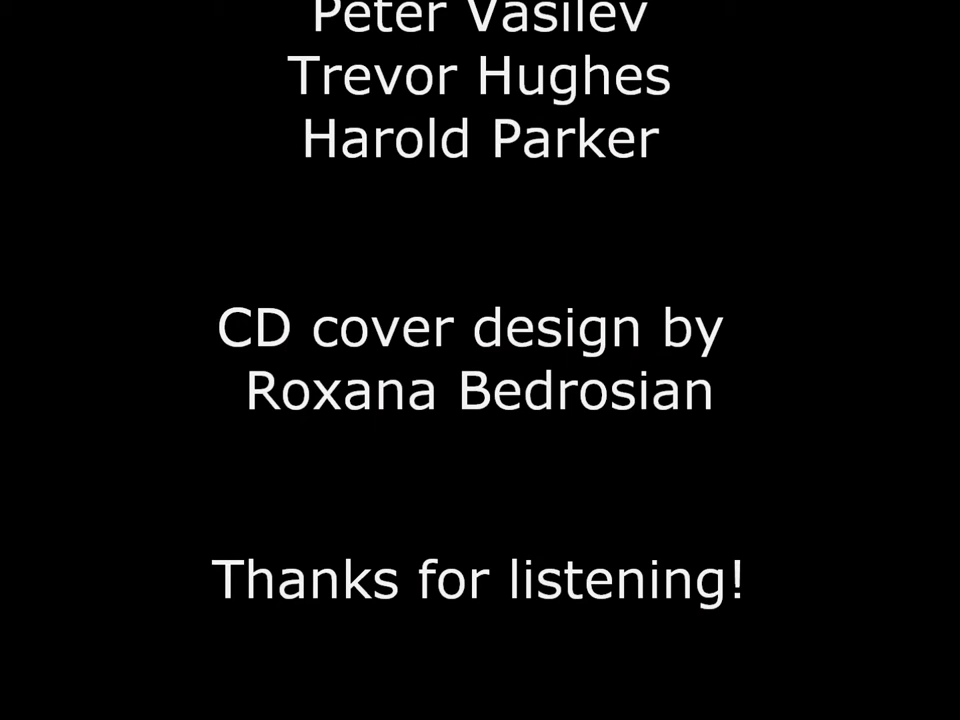 Peter Vasilev
Trevor Hughes
Harold Parker
CD cover design by
Roxana Bedrosian
Thanks for listening!